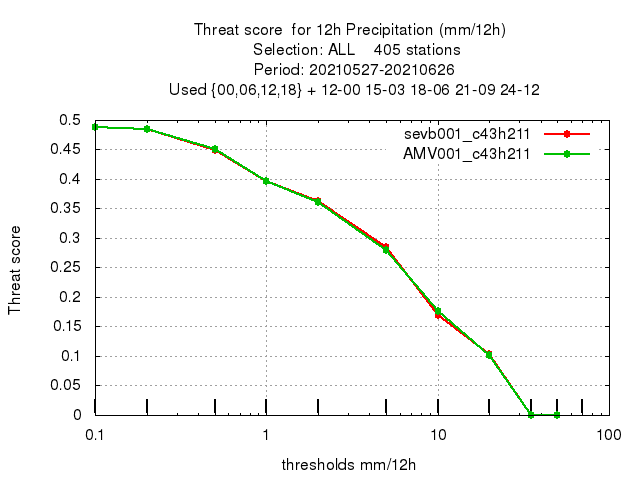 Threat score  for 12h Precipitation (mm/12h)
Selection: ALL    405 stations
Period: 20210527-20210626
Used {00,06,12,18} + 12-00 15-03 18-06 21-09 24-12
sevb001_c43h211
AMV001_c43h211
0.5
0.45
0.4
0.35
0.3
0.25
0.2
0.15
0.1
0.05
0
Threat score
0.1 1 10 100
thresholds mm/12h